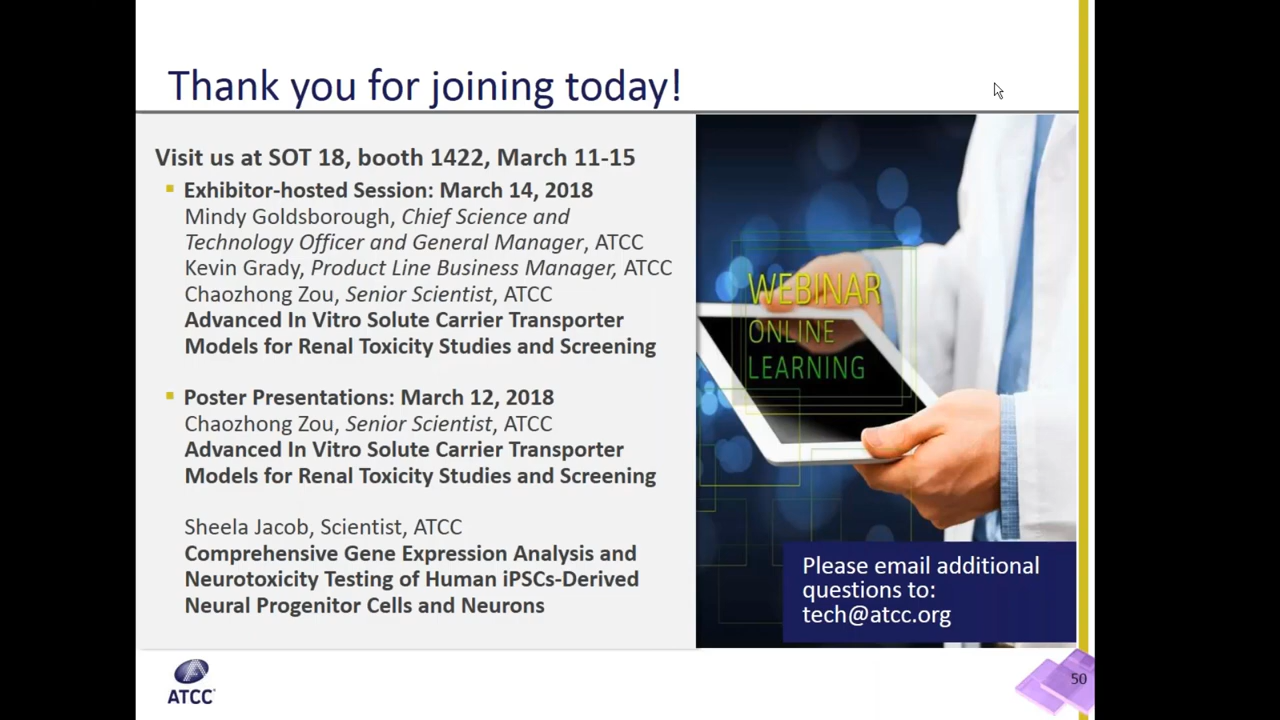 Thank you for joining today!
Visit us at SOT 18, booth 1422, March 11-15
Exhibitor-hosted Session: March 14, 2018
Mindy Goldsborough, Chief Science and
Technology Officer and General Manager, ATCC
Kevin Grady, Product Line Business Manager, ATCC
Chaozhong Zou, Senior Scientist, ATCC
Advanced In Vitro Solute Carrier Transporter
Models for Renal Toxicity Studies and Screening
Poster Presentations: March 12, 2018
Chaozhong Zou, Senior Scientist, ATCC
Advanced In Vitro Solute Carrier Transporter
Models for Renal Toxicity Studies and Screening
Sheela Jacob, Scientist, ATCC
Comprehensive Gene Expression Analysis and
Neurotoxicity Testing of Human iPSCs-Derived
Neural Progenitor Cells and Neurons
WEBINAR
ONLINE
LEARNING
Please email additional
questions to:
tech@atcc.org
ATCC
50